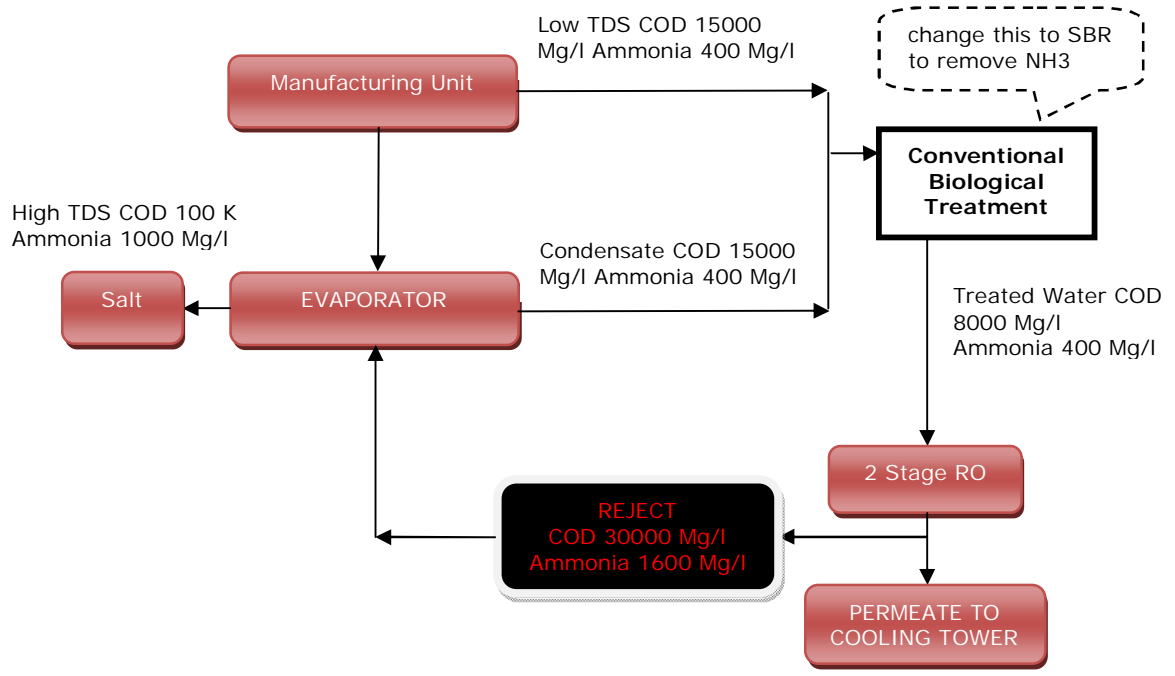 Low TDS COD 15000
Mg/l Ammonia 400 Mg/l
change this to SBR
to remove NH3
Manufacturing Unit
Conventional
Biological
Treatment
High TDS COD 100 K
Ammonia 1000 Mg/l
Condensate COD 15000
Mg/l Ammonia 400 Mg/l
Salt
EVAPORATOR
Treated Water COD
8000 Mg/l
Ammonia 400 Mg/l
2 Stage RO
REJECT
COD 30000 Mg/l
Ammonia 1600 Mg/l
PERMEATE TO
COOLING TOWER